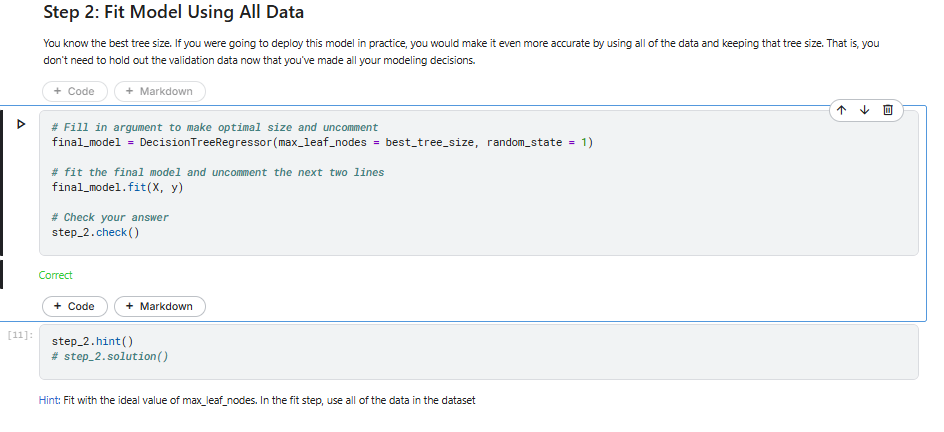 Step 2: Fit Model Using All Data
You know the best tree size. If you were going to deploy this model in practice, you would make it even more accurate by using all of the data and keeping that tree size. That is, you
don't need to hold out the validation data now that you've made all your modeling decisions.
+ Code + Markdown
# Fill in argument to make optimal size and uncomment
final_model = DecisionTreeRegressor(max_leaf_nodes = best_tree_size, random_state = 1)
# fit the final model and uncomment the next two lines
final_model.fit(X, y)
# Check your answer
step_2.check()
Correct
+ Code + Markdown
[11]:
step_2.hint()
# step_2.solution()
Hint: Fit with the ideal value of max_leaf_nodes. In the fit step, use all of the data in the dataset